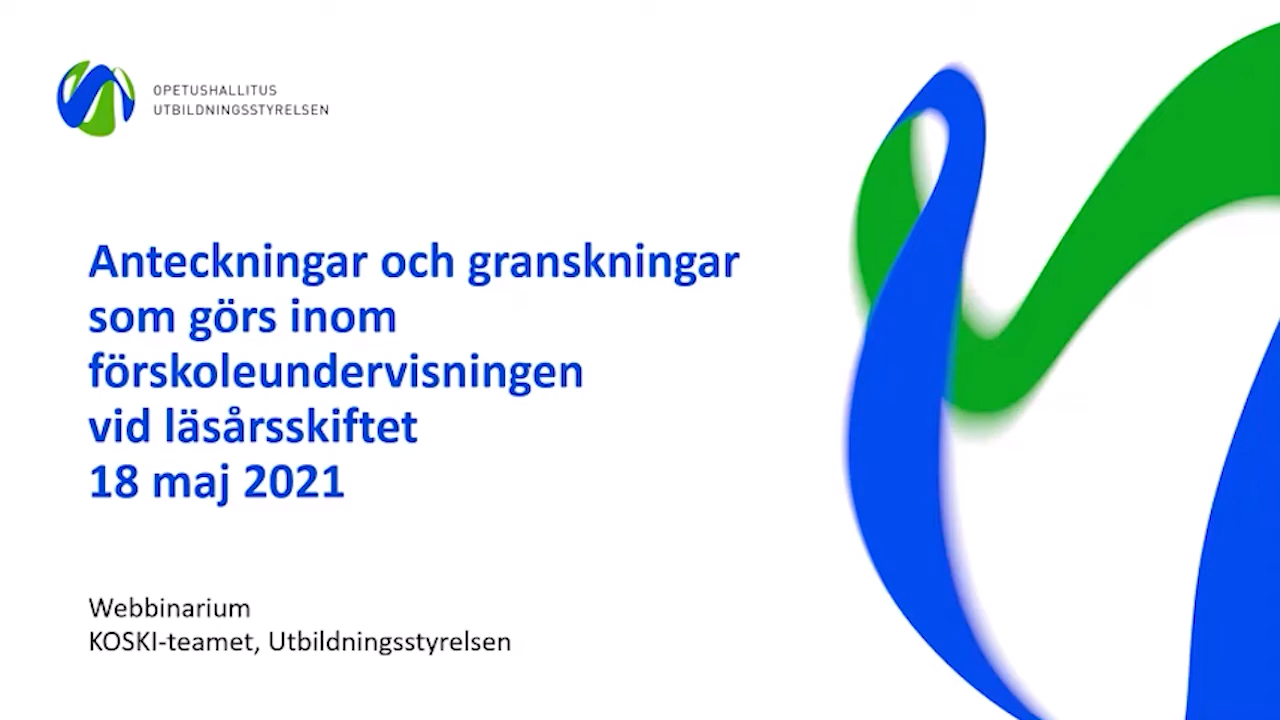 OPETUSHALLITUS
UTBILDNINGSSTYRELSEN
Anteckningar och granskningar
som görs inom
förskoleundervisningen
vid läsårsskiftet
18 maj 2021
Webbinarium
KOSKI-teamet, Utbildningsstyrelsen